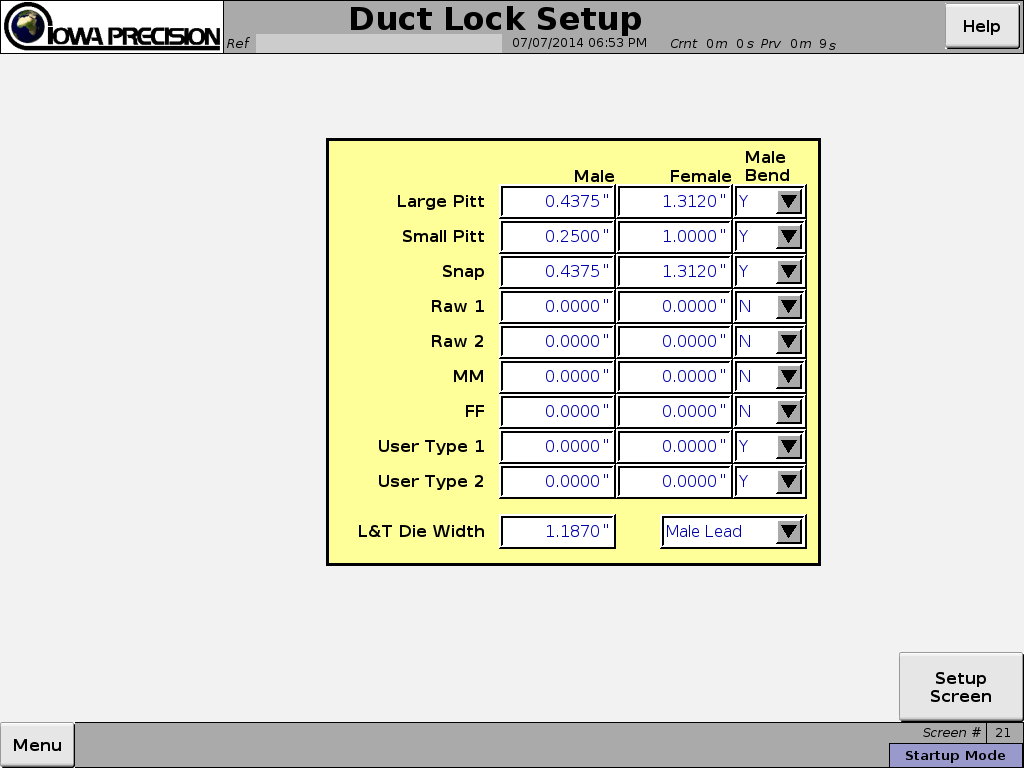 IOWA PRECISION
Duct Lock Setup
Ref
07/07/2014 06:53 PM
Crnt 0m 0s Prv 0m 9s
Help
Male Female Male Bend
Large Pitt 0.4375" 1.3120" Y
Small Pitt 0.2500" 1.0000" Y
Snap 0.4375" 1.3120" Y
Raw 1 0.0000" 0.0000" N
Raw 2 0.0000" 0.0000" N
MM 0.0000" 0.0000" N
FF 0.0000" 0.0000" N
User Type 1 0.0000" 0.0000" Y
User Type 2 0.0000" 0.0000" Y
L&T Die Width 1.1870" Male Lead
Setup
Screen
Menu
Screen # 21
Startup Mode